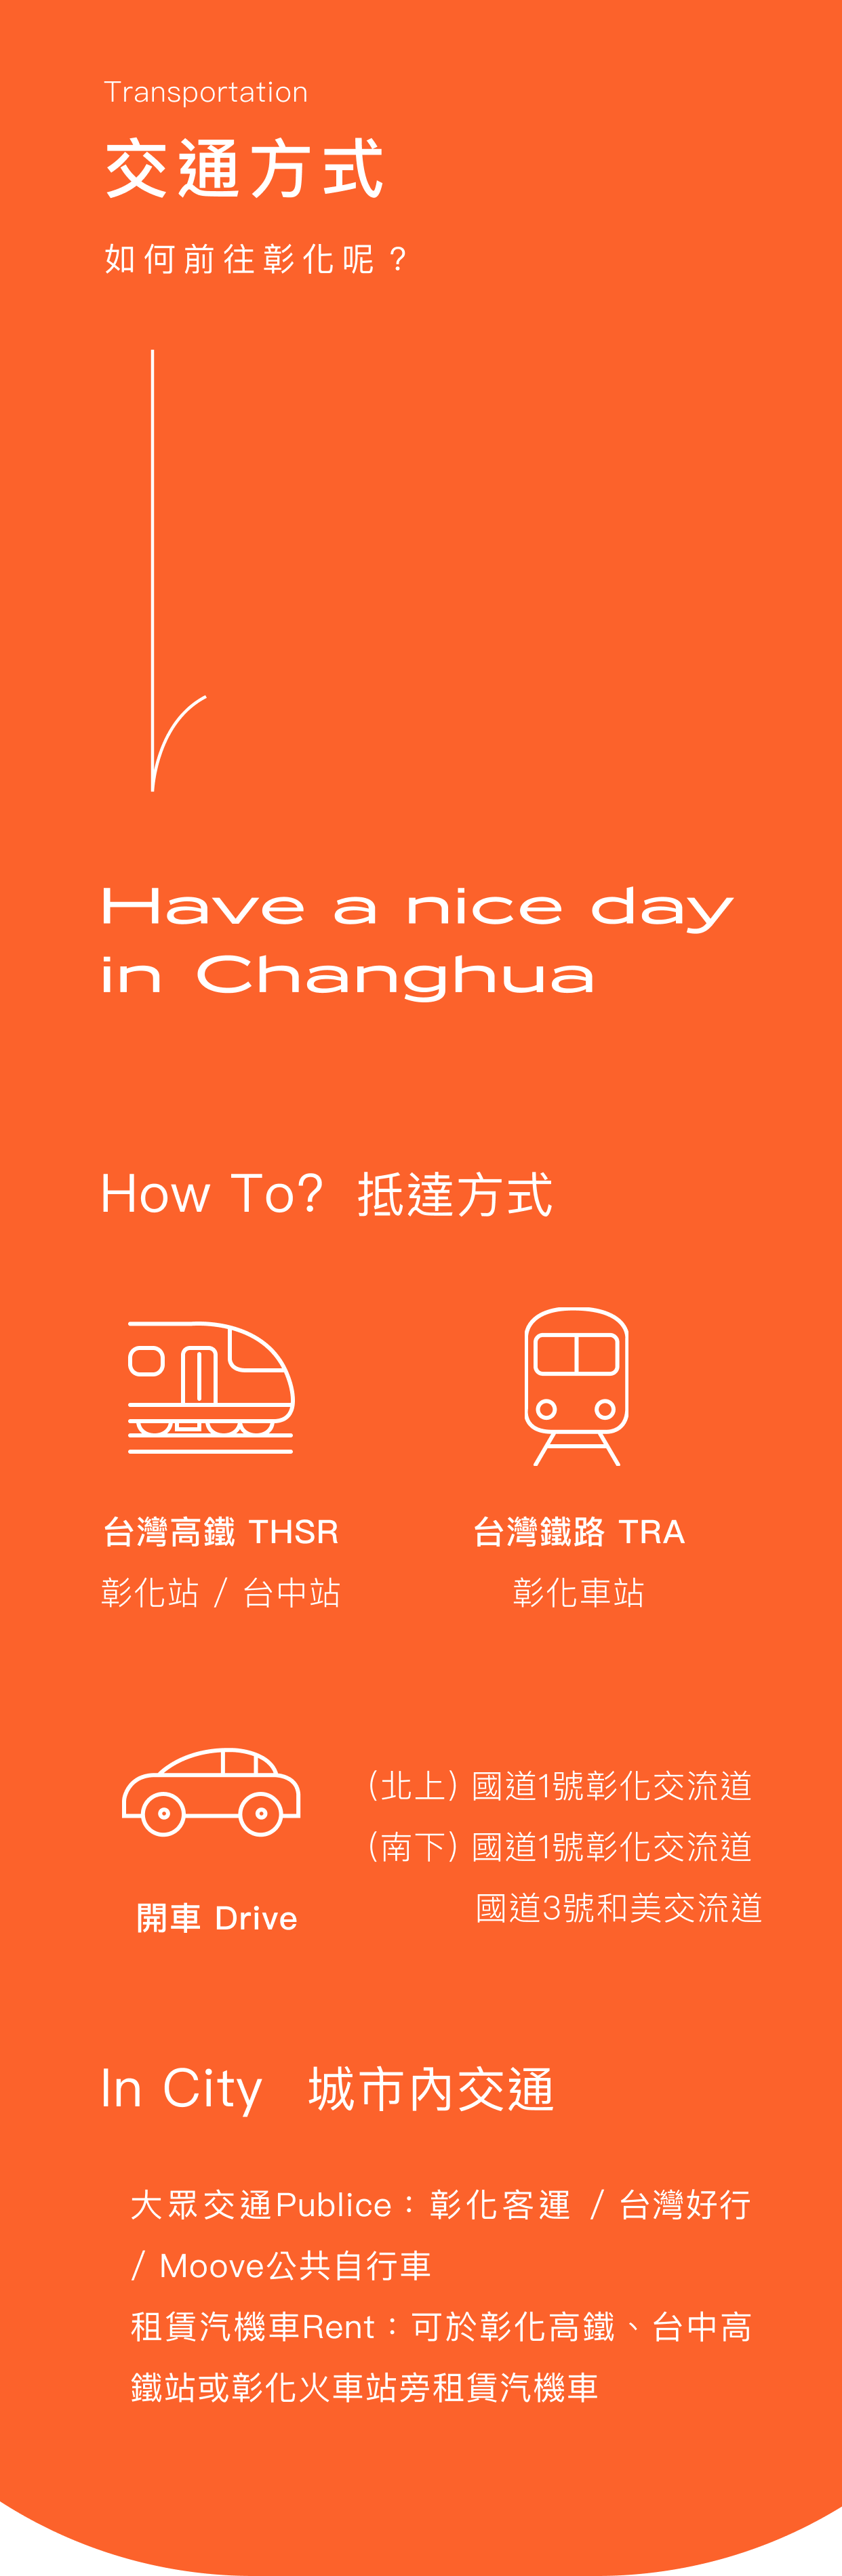 Transportation
交通方式
如何前往彰化呢？
Have a nice day
in Changhua
How To? 抵達方式
台灣高鐵 THSR
彰化站 / 台中站
台灣鐵路 TRA
彰化車站
開車 Drive
(北上) 國道1號彰化交流道
(南下) 國道1號彰化交流道
國道3號和美交流道
In City 城市內交通
大眾交通Publice：彰化客運 / 台灣好行
/ Moove公共自行車
租賃汽機車Rent：可於彰化高鐵、台中高
鐵站或彰化火車站旁租賃汽機車